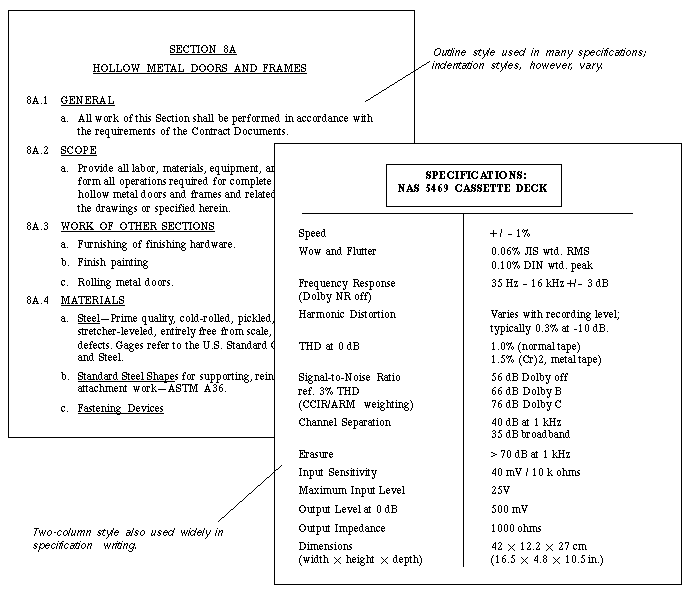 SECTION 8A
HOLLOW METAL DOORS AND FRAMES
8A.1 GENERAL
a. All work of this Section shall be performed in accordance with
the requirements of the Contract Documents.
8A.2 SCOPE
a. Provide all labor, materials, equipment, an
form all operations required for complete
hollow metal doors and frames and related
the drawings or specified herein.
8A.3 WORK OF OTHER SECTIONS
a. Furnishing of finishing hardware.
b. Finish painting
c. Rolling metal doors.
8A.4 MATERIALS
a. Steel—Prime quality, cold-rolled, pickled,
stretcher-leveled, entirely free from scale,
defects. Gages refer to the U.S. Standard
and Steel.
b. Standard Steel Shapes for supporting, rein
attachment work—ASTM A36.
c. Fastening Devices
Outline style used in many specifications;
indentation styles, however, vary.
SPECIFICATIONS:
NAS 5469 CASSETTE DECK
Speed +/ - 1%
Wow and Flutter 0.06% JIS wtd. RMS
0.10% DIN wtd. peak
Frequency Response 35 Hz - 16 kHz +/- 3 dB
(Dolby NR off)
Harmonic Distortion Varies with recording level;
typically 0.3% at -10 dB.
THD at 0 dB 1.0% (normal tape)
1.5% (Cr)2, metal tape)
Signal-to-Noise Ratio 56 dB Dolby off
ref. 3% THD 66 dB Dolby B
(CCIR/ARM weighting) 76 dB Dolby C
Channel Separation 40 dB at 1 kHz
35 dB broadband
Erasure > 70 dB at 1 kHz
Input Sensitivity 40 mV / 10 k ohms
Maximum Input Level 25V
Output Level at 0 dB 500 mV
Output Impedance 1000 ohms
Dimensions 42 × 12.2 × 27 cm
(width × height × depth) (16.5 × 4.8 × 10.5 in.)
Two-column style also used widely in
specification writing.